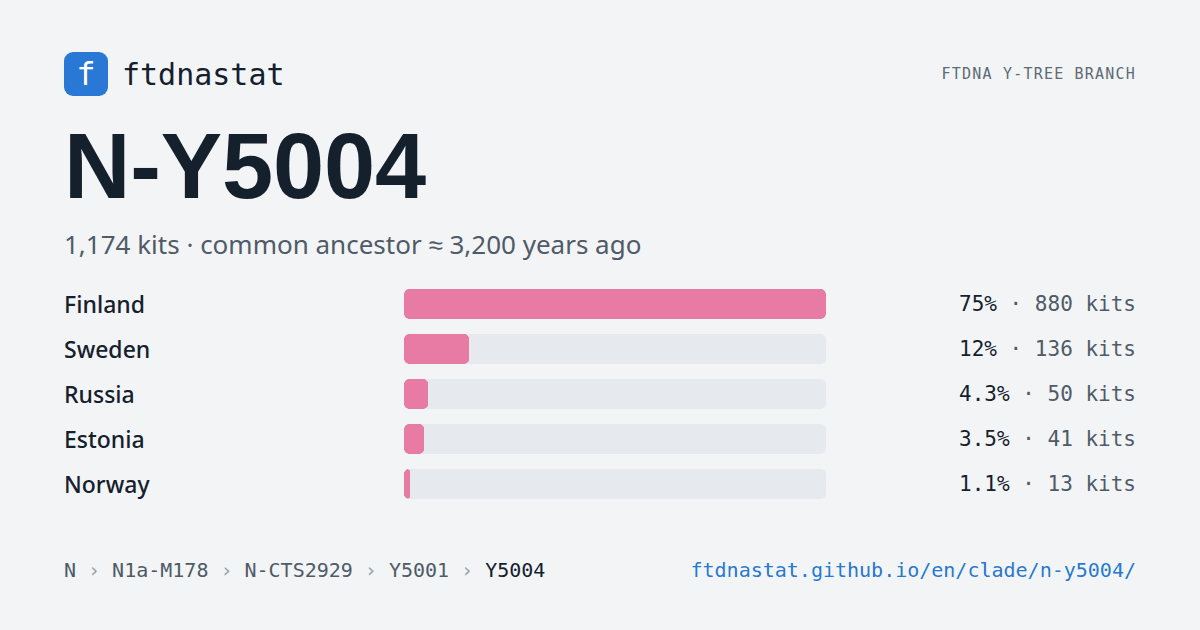 f ftdnastat
FTDNA Y-TREE BRANCH
N-Y5004
1,174 kits · common ancestor ≈ 3,200 years ago
Finland 75% · 880 kits
Sweden 12% · 136 kits
Russia 4.3% · 50 kits
Estonia 3.5% · 41 kits
Norway 1.1% · 13 kits
N › N1a-M178 › N-CTS2929 › Y5001 › Y5004
ftdnastat.github.io/en/clade/n-y5004/